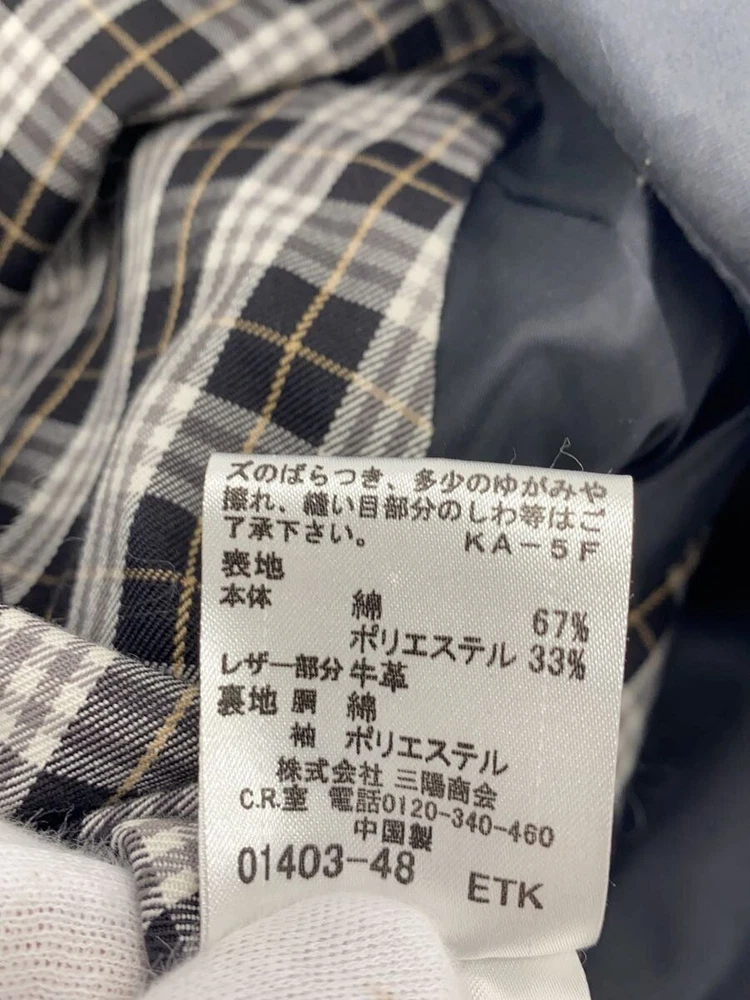 ズのばらつき、多少のゆがみや
擦れ、縫い目部分のしわ等はご
了承下さい。 KA-5F
表地
本体 綿 67%
ポリエステル 33%
レザー部分 牛革
裏地 胴 綿
袖 ポリエステル
株式会社 三陽商会
C.R.室 電話0120-340-460
中国製
01403-48 ETK